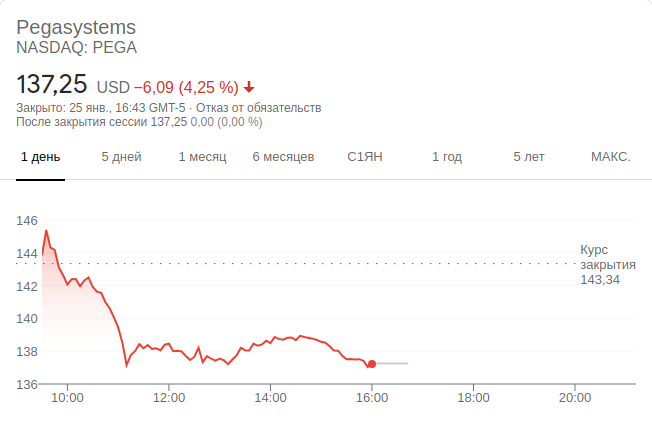 Pegasystems
NASDAQ: PEGA
137,25 USD −6,09 (4,25 %)
Закрыто: 25 янв., 16:43 GMT-5 · Отказ от обязательств
После закрытия сессии 137,25 0,00 (0,00 %)
1 день 5 дней 1 месяц 6 месяцев С1ЯН 1 год 5 лет МАКС.
146
144
142
140
138
136
Курс
закрытия
143,34
10:00 12:00 14:00 16:00 18:00 20:00